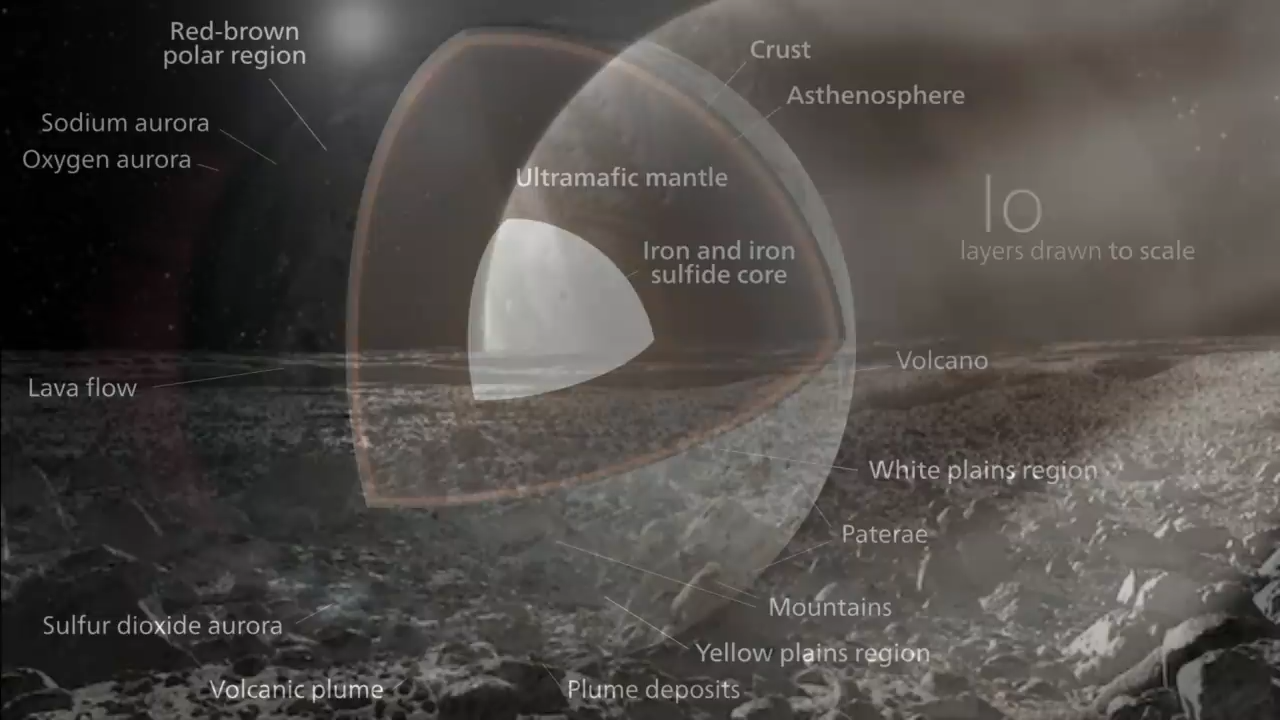 Red-brown
polar region
Crust
Asthenosphere
Sodium aurora
Oxygen aurora
Ultramafic mantle
Io
layers drawn to scale
Iron and iron
sulfide core
Volcano
Lava flow
White plains region
Paterae
Mountains
Sulfur dioxide aurora
Yellow plains region
Volcanic plume
Plume deposits